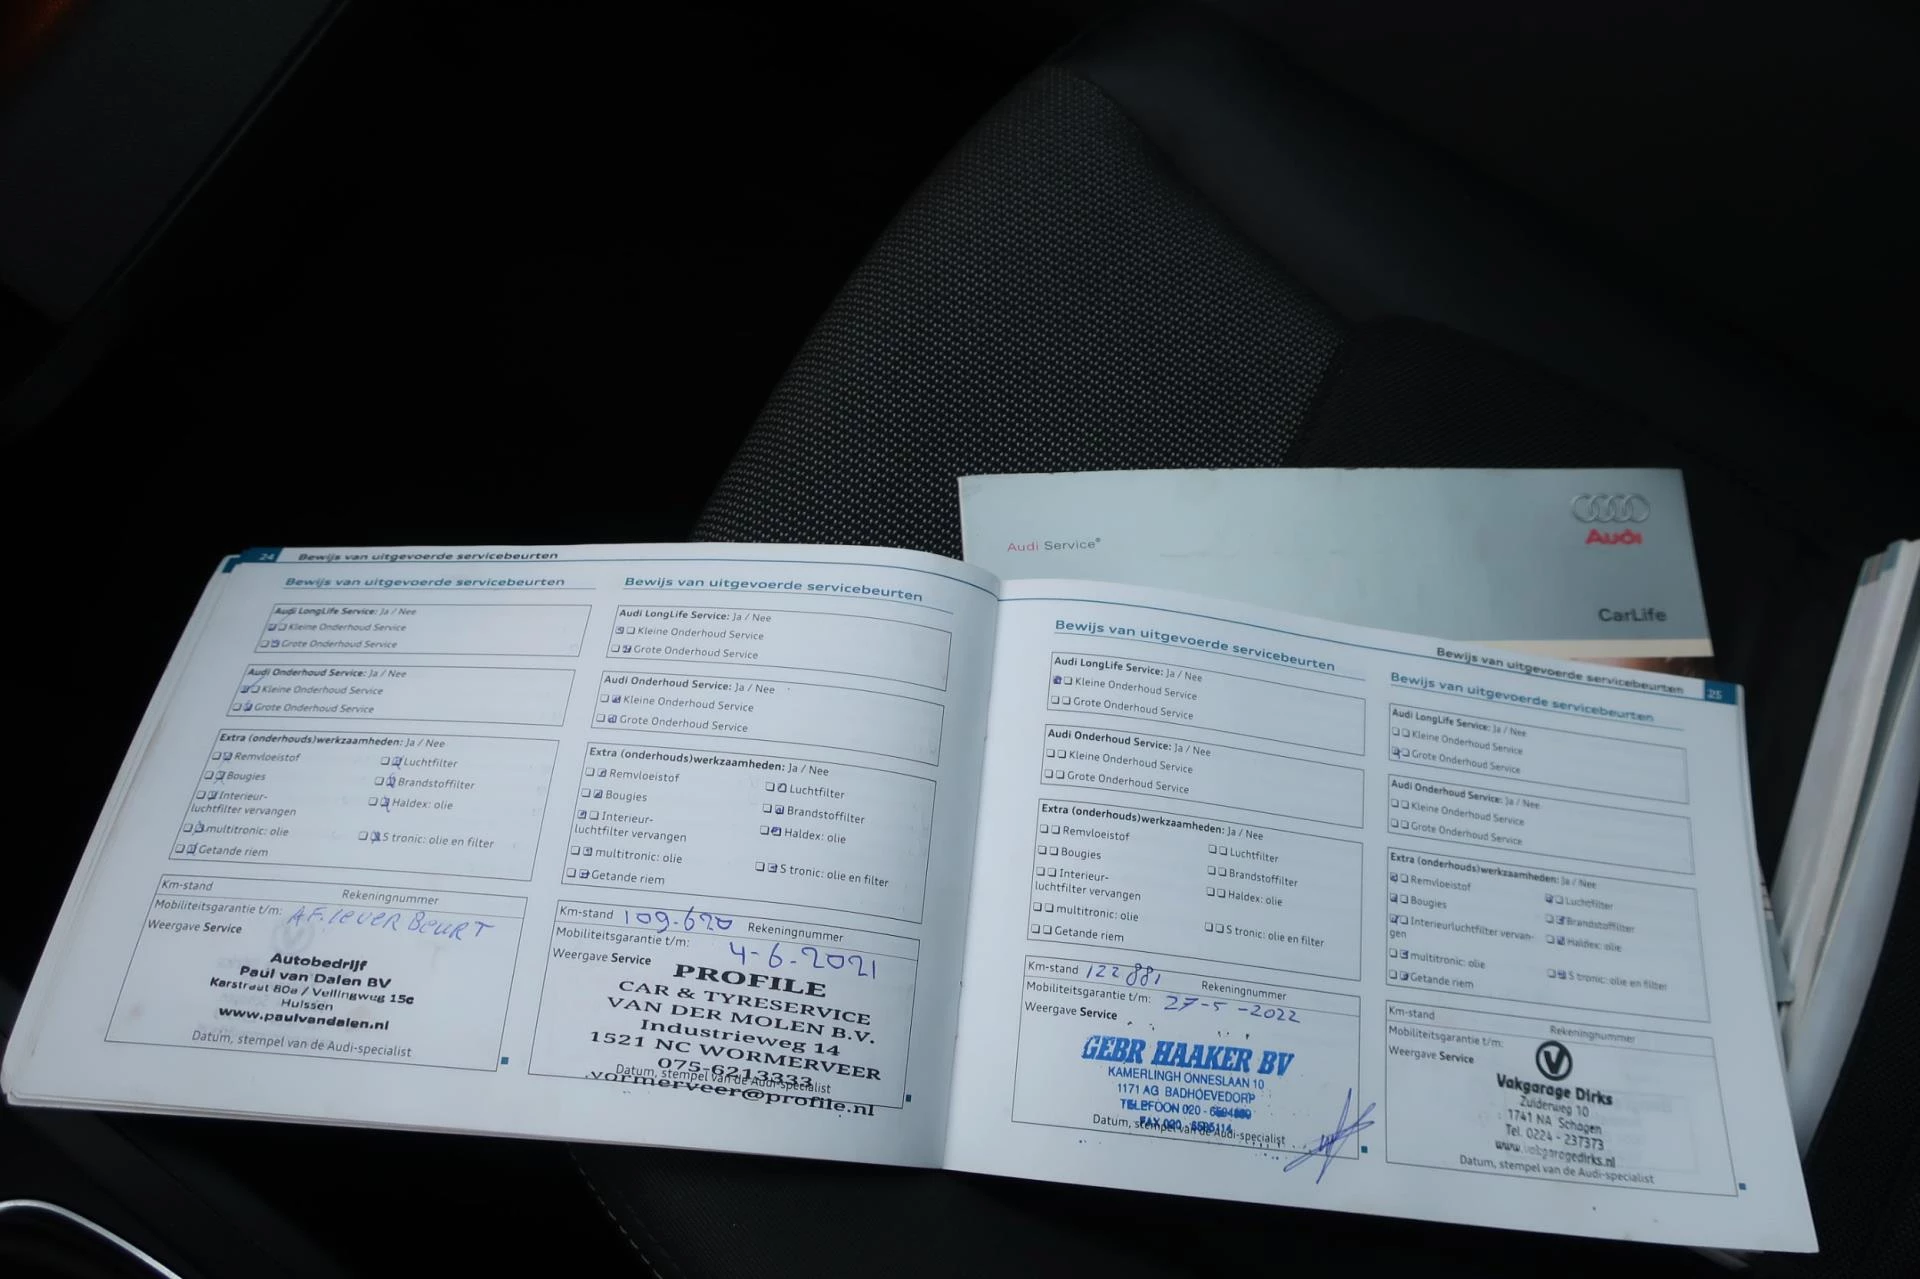 Audi Service®
Audi
CarLife
24 Bewijs van uitgevoerde servicebeurten
Bewijs van uitgevoerde servicebeurten
Audi LongLife Service: Ja / Nee
Kleine Onderhoud Service
Grote Onderhoud Service
Audi Onderhoud Service: Ja / Nee
Kleine Onderhoud Service
Grote Onderhoud Service
Extra (onderhouds)werkzaamheden: Ja / Nee
Remvloeistof
Luchtfilter
Bougies
Brandstoffilter
Interieur-
luchtfilter vervangen
Haldex: olie
multitronic: olie
S tronic: olie en filter
Getande riem
Km-stand
Rekeningnummer
Mobiliteitsgarantie t/m: AFLEVER BEURT
Weergave Service
Autobedrijf
Paul van Dalen BV
Karstraat 80a / Vellingweg 15c
Huissen
www.paulvandalen.nl
Datum, stempel van de Audi-specialist
Bewijs van uitgevoerde servicebeurten
Audi LongLife Service: Ja / Nee
Kleine Onderhoud Service
Grote Onderhoud Service
Audi Onderhoud Service: Ja / Nee
Kleine Onderhoud Service
Grote Onderhoud Service
Extra (onderhouds)werkzaamheden: Ja / Nee
Remvloeistof
Luchtfilter
Bougies
Brandstoffilter
Interieur-
luchtfilter vervangen
Haldex: olie
multitronic: olie
S tronic: olie en filter
Getande riem
Km-stand 109.620 Rekeningnummer
Mobiliteitsgarantie t/m: 4-6-2021
Weergave Service
PROFILE
CAR & TYRESERVICE
VAN DER MOLEN B.V.
Industrieweg 14
1521 NC WORMERVEER
075-6213333
Datum, stempel van de Audi-specialist
wormerveer@profile.nl
Bewijs van uitgevoerde servicebeurten
Audi LongLife Service: Ja / Nee
Kleine Onderhoud Service
Grote Onderhoud Service
Audi Onderhoud Service: Ja / Nee
Kleine Onderhoud Service
Grote Onderhoud Service
Extra (onderhouds)werkzaamheden: Ja / Nee
Remvloeistof
Luchtfilter
Bougies
Brandstoffilter
Interieur-
luchtfilter vervangen
Haldex: olie
multitronic: olie
S tronic: olie en filter
Getande riem
Km-stand 122881
Rekeningnummer
Mobiliteitsgarantie t/m: 27-5-2022
Weergave Service
GEBR HAAKER BV
KAMERLINGH ONNESLAAN 10
1171 AG BADHOEVEDORP
TELEFOON 020 -
FAX 020 -
Datum, stempel van de Audi-specialist
Bewijs van uitgevoerde servicebeurten 25
Bewijs van uitgevoerde servicebeurten
Audi LongLife Service: Ja / Nee
Kleine Onderhoud Service
Grote Onderhoud Service
Audi Onderhoud Service: Ja / Nee
Kleine Onderhoud Service
Grote Onderhoud Service
Extra (onderhouds)werkzaamheden: Ja / Nee
Remvloeistof
Luchtfilter
Bougies
Brandstoffilter
Interieurluchtfilter vervan-
gen
Haldex: olie
multitronic: olie
S tronic: olie en filter
Getande riem
Km-stand
Rekeningnummer
Mobiliteitsgarantie t/m:
Weergave Service
V
Vakgarage Dirks
Zuiderweg 10
1741 NA Schagen
Tel. 0224 - 237373
www.vakgaragedirks.nl
Datum, stempel van de Audi-specialist